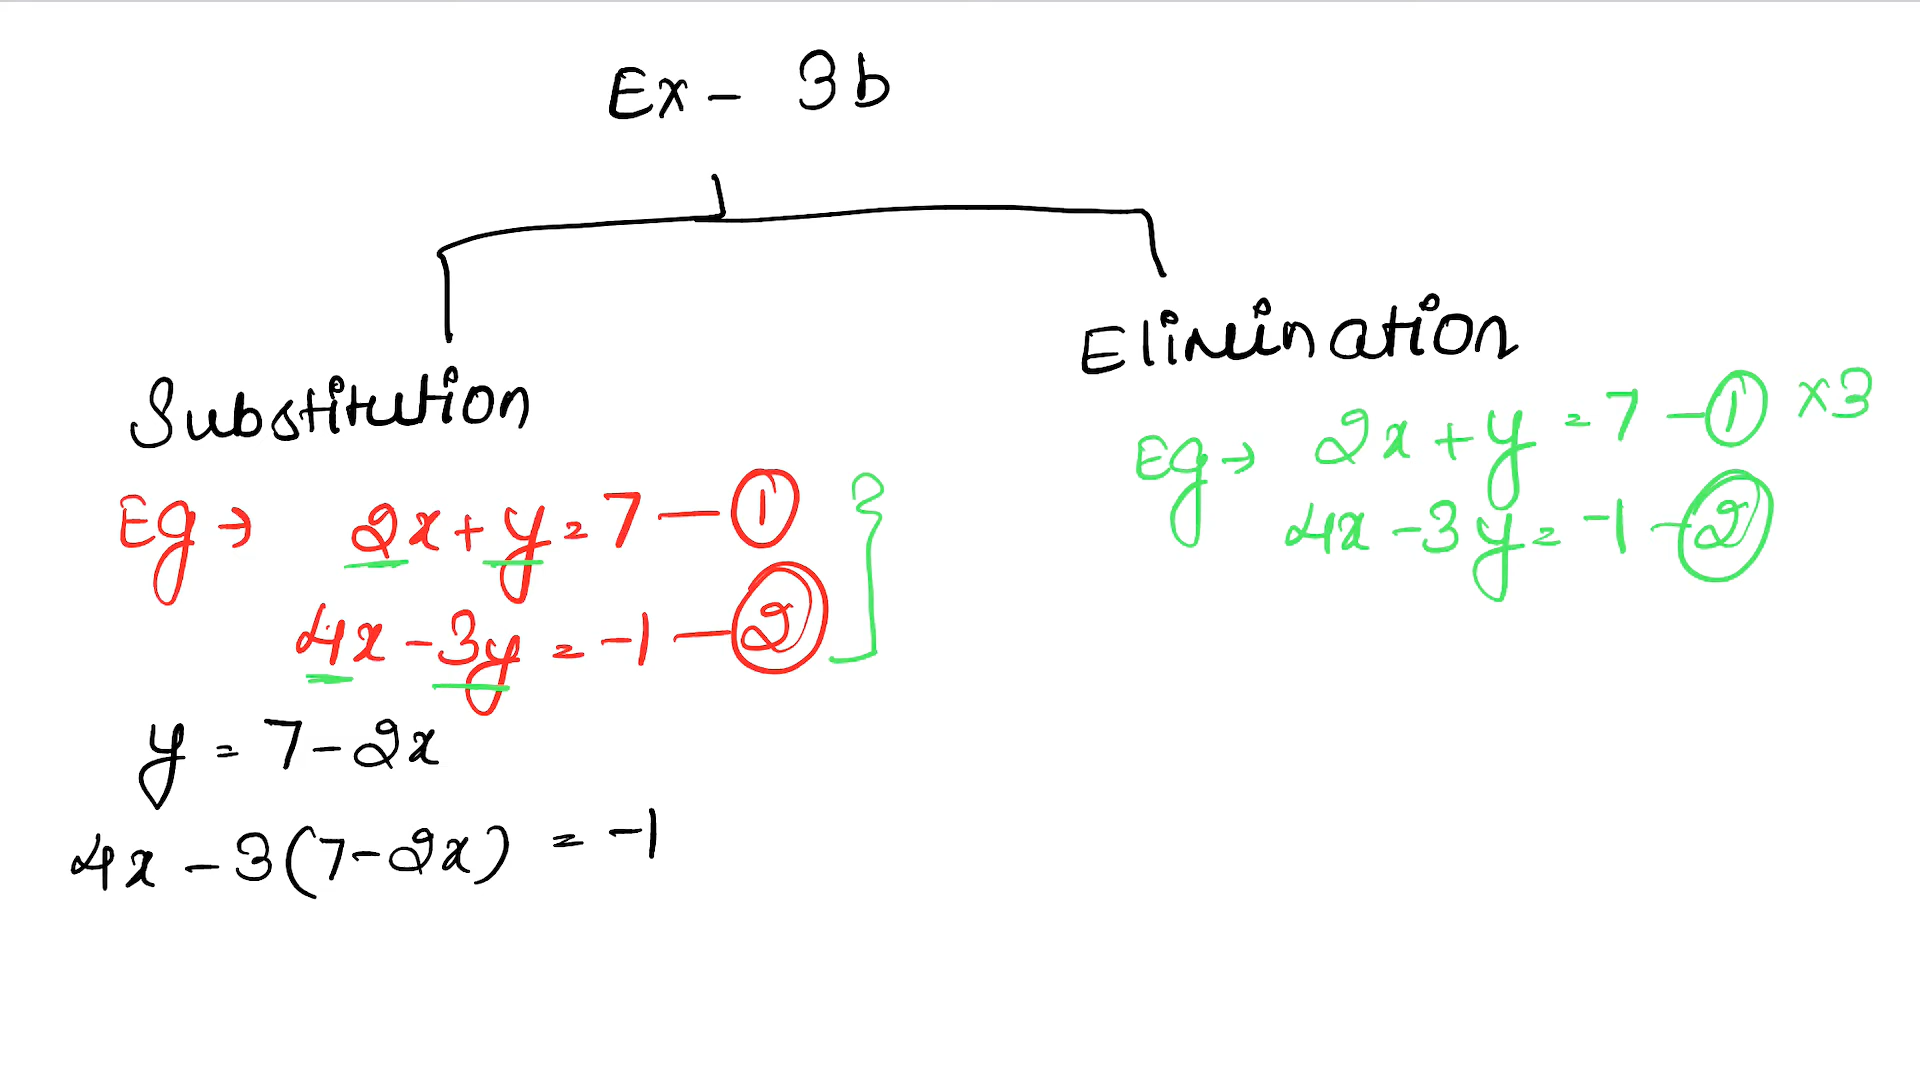 Ex - 3b
Substitution
Eg → 2x + y = 7 — ①
4x - 3y = -1 — ②
y = 7 - 2x
4x - 3(7 - 2x) = -1
Elimination
Eg → 2x + y = 7 — ① ×3
4x - 3y = -1 — ②